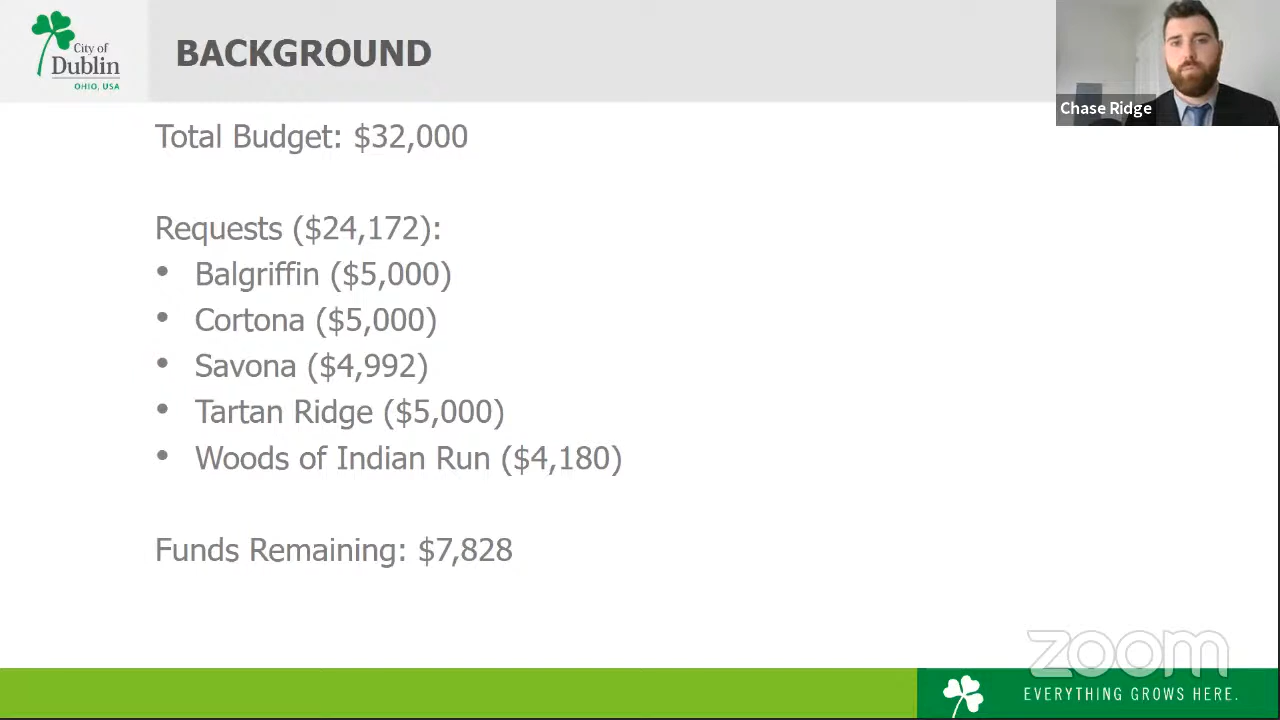 City of
Dublin
OHIO, USA
BACKGROUND
Chase Ridge
Total Budget: $32,000
Requests ($24,172):
• Balgriffin ($5,000)
• Cortona ($5,000)
• Savona ($4,992)
• Tartan Ridge ($5,000)
• Woods of Indian Run ($4,180)
Funds Remaining: $7,828
zoom
EVERYTHING GROWS HERE.